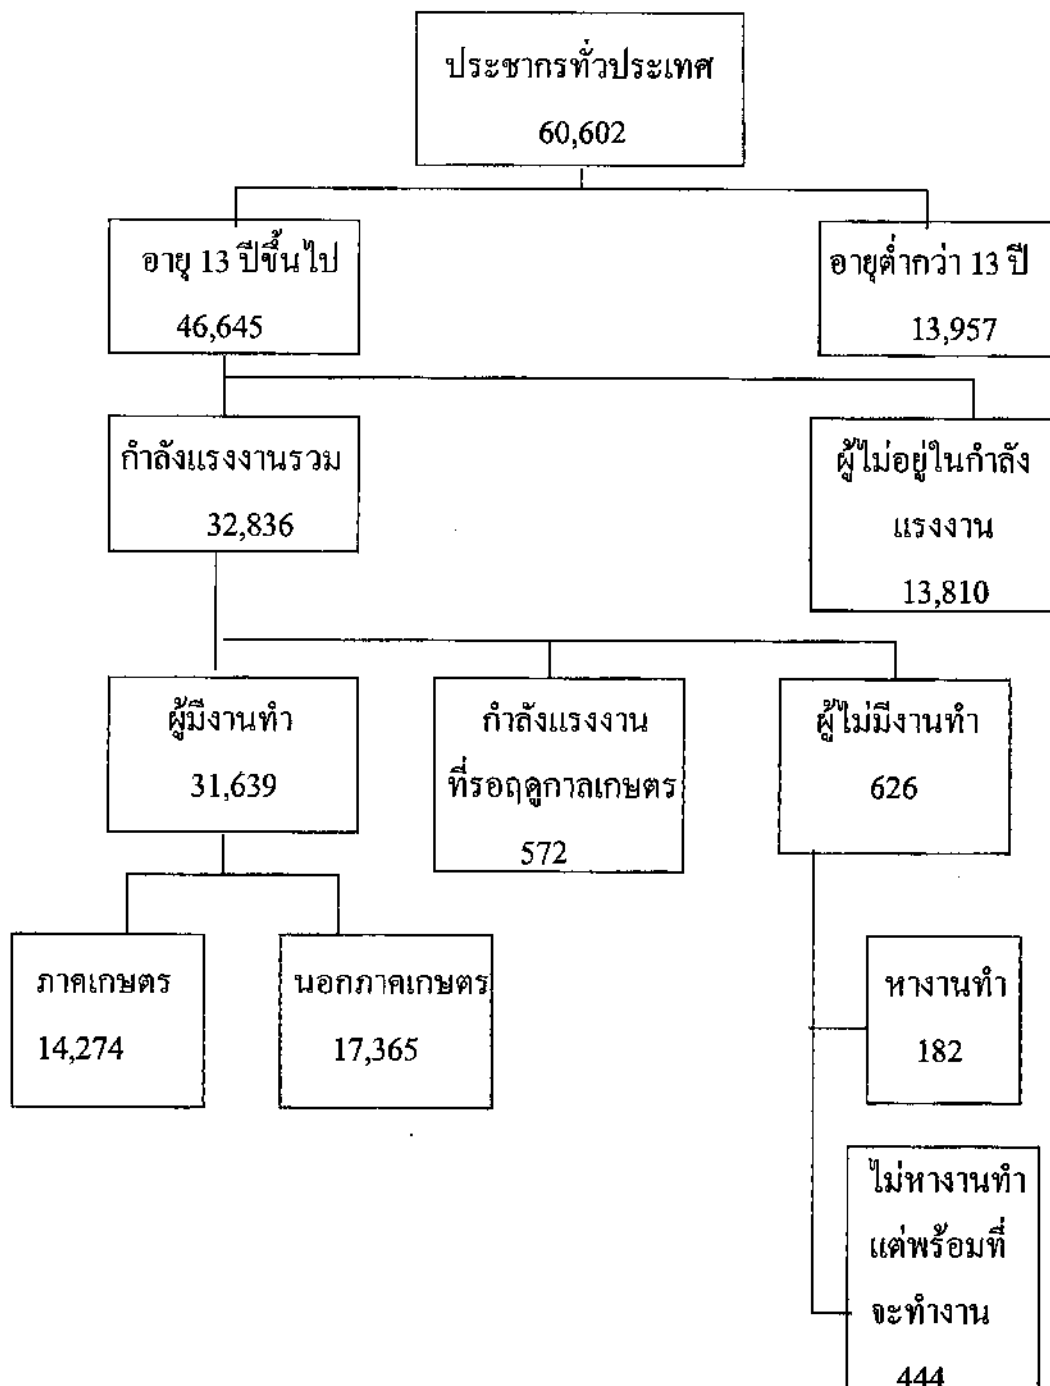 ประชากรทั่วประเทศ
60,602
อายุ 13 ปีขึ้นไป
46,645
อายุต่ำกว่า 13 ปี
13,957
กำลังแรงงานรวม
32,836
ผู้ไม่อยู่ในกำลัง
แรงงาน
13,810
ผู้มีงานทำ
31,639
กำลังแรงงาน
ที่รอฤดูกาลเกษตร
572
ผู้ไม่มีงานทำ
626
ภาคเกษตร
14,274
นอกภาคเกษตร
17,365
หางานทำ
182
ไม่หางานทำ
แต่พร้อมที่
จะทำงาน
444